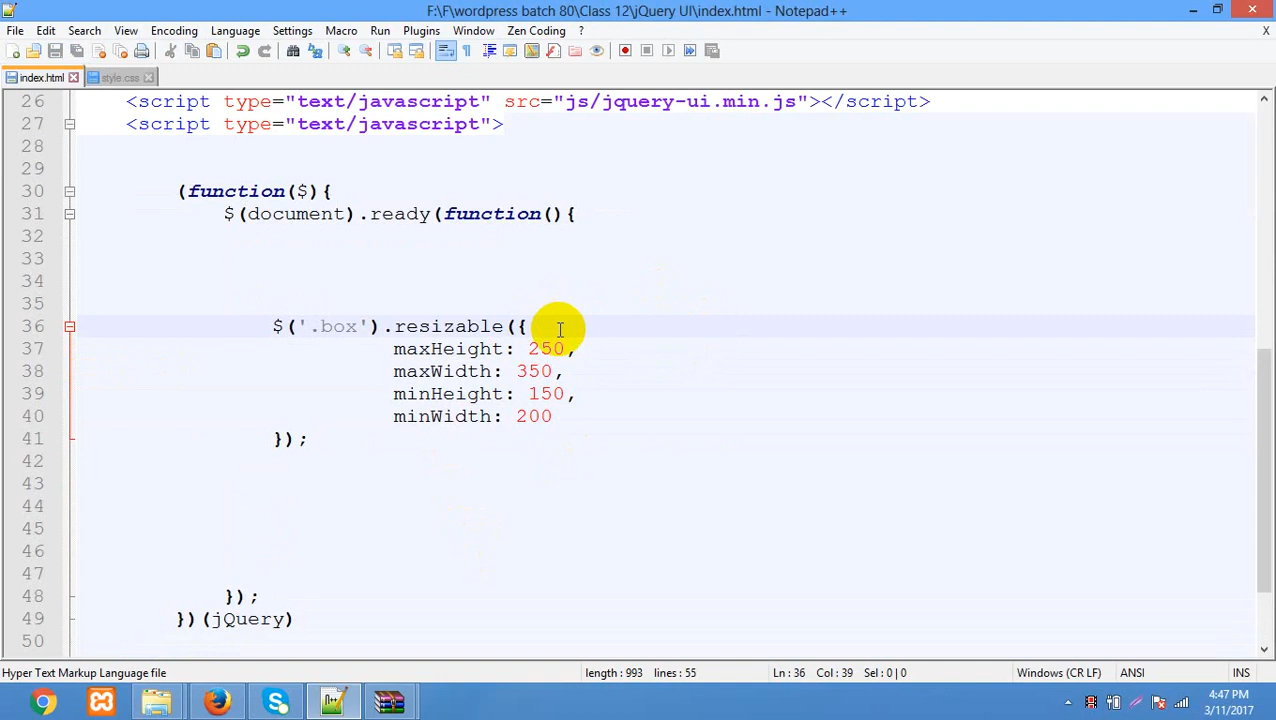 F:\F\wordpress batch 80\Class 12\jQuery UI\index.html - Notepad++
File Edit Search View Encoding Language Settings Macro Run Plugins Window Zen Coding ? X
index.html style.css
26 <script type="text/javascript" src="js/jquery-ui.min.js"></script>
27 <script type="text/javascript">
28
29
30 (function($){
31 $(document).ready(function(){
32
33
34
35
36 $('.box').resizable({
37 maxHeight: 250,
38 maxWidth: 350,
39 minHeight: 150,
40 minWidth: 200
41 });
42
43
44
45
46
47
48 });
49 })(jQuery)
50
Hyper Text Markup Language file length : 993 lines : 55 Ln : 36 Col : 39 Sel : 0 | 0 Windows (CR LF) ANSI INS
4:47 PM
3/11/2017